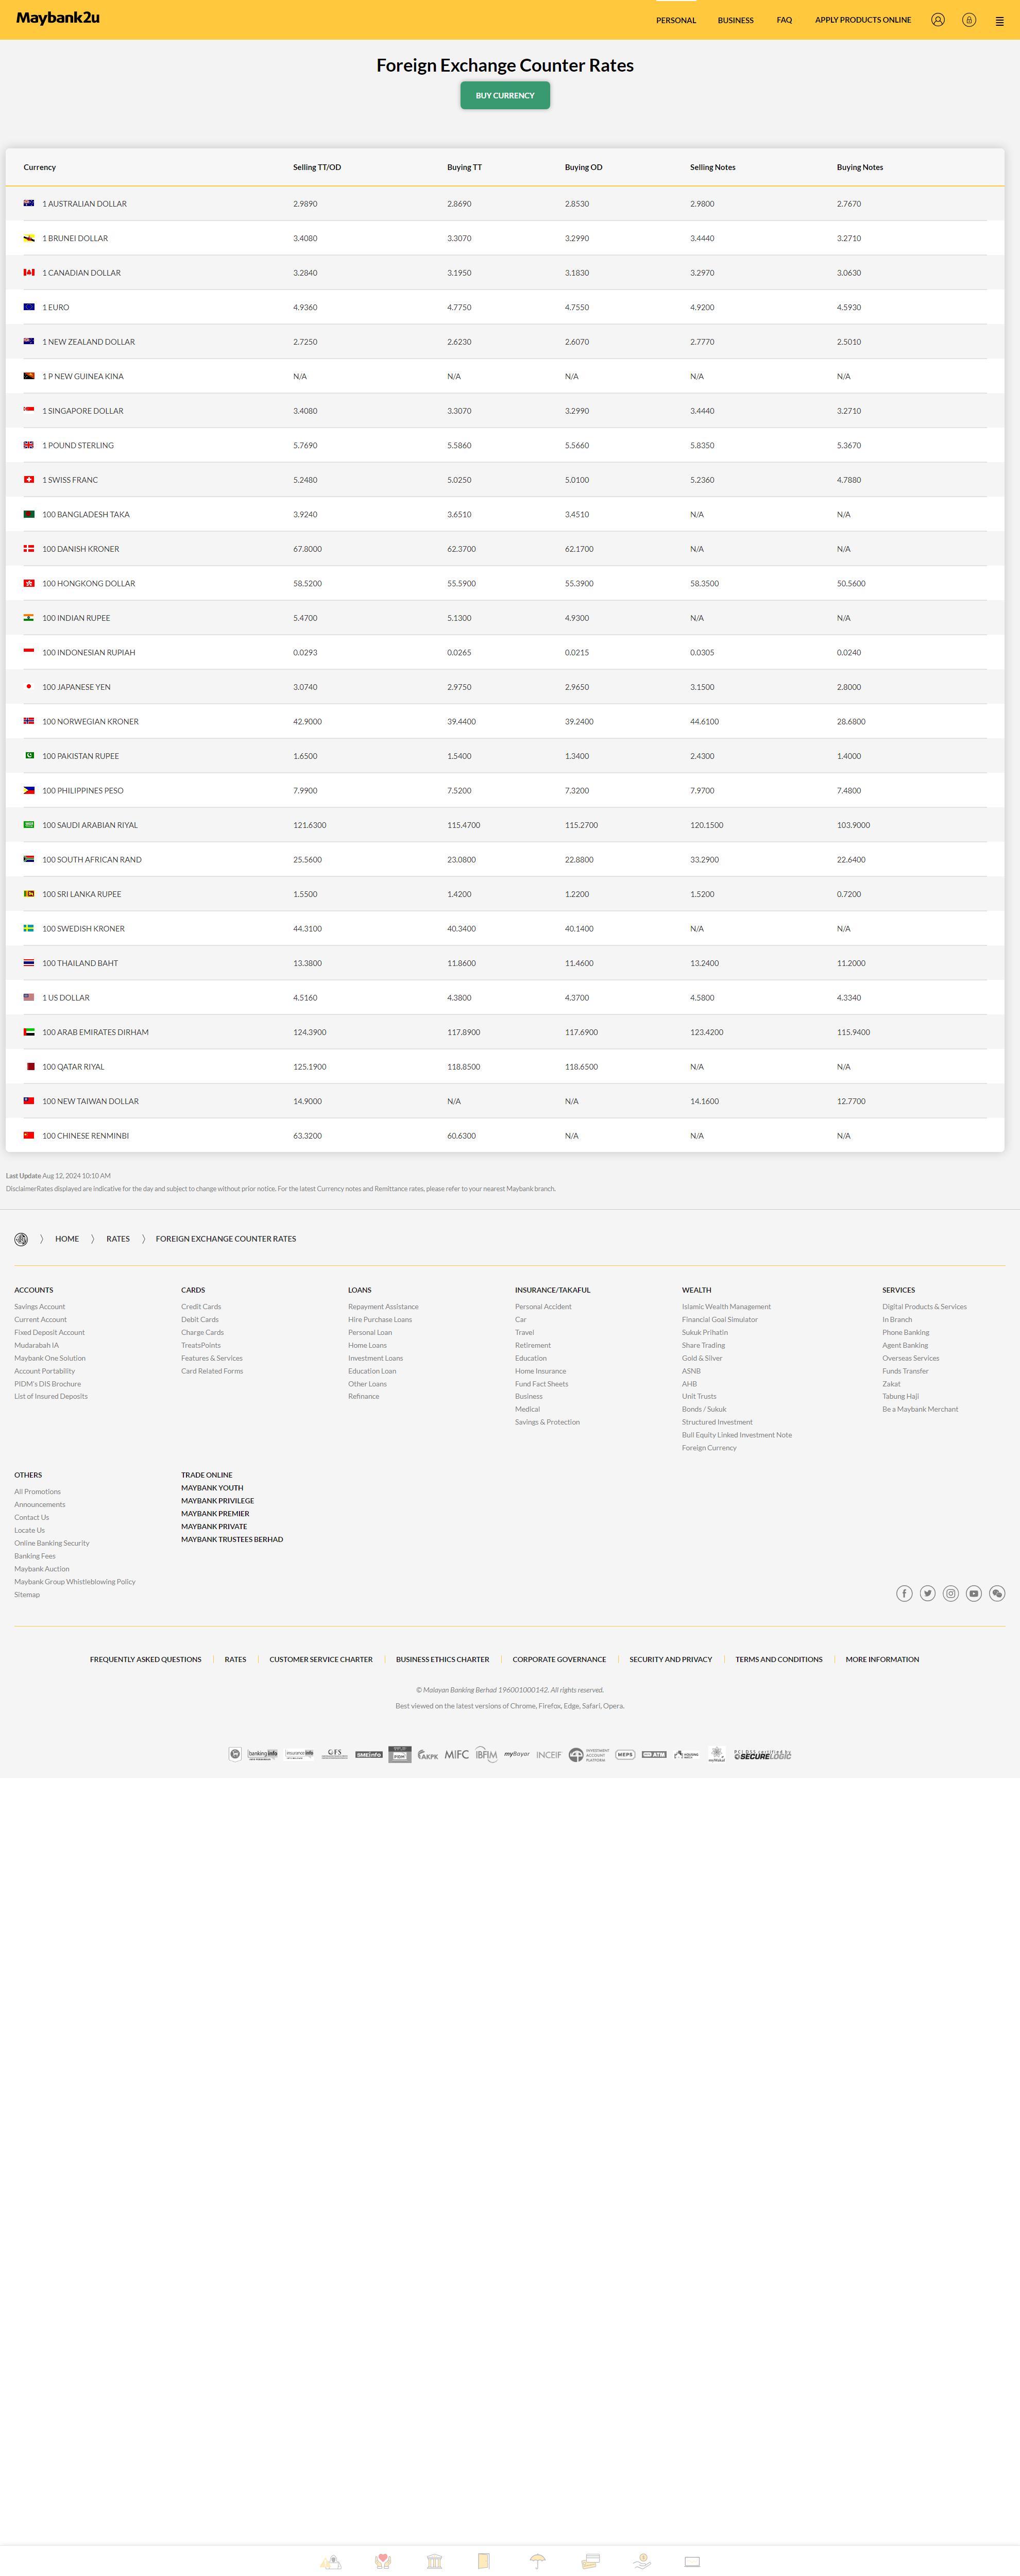 Maybank2u PERSONAL BUSINESS FAQ APPLY PRODUCTS ONLINE
Foreign Exchange Counter Rates
BUY CURRENCY
Currency Selling TT/OD Buying TT Buying OD Selling Notes Buying Notes
1 AUSTRALIAN DOLLAR 2.9890 2.8690 2.8530 2.9800 2.7670
1 BRUNEI DOLLAR 3.4080 3.3070 3.2990 3.4440 3.2710
1 CANADIAN DOLLAR 3.2840 3.1950 3.1830 3.2970 3.0630
1 EURO 4.9360 4.7750 4.7550 4.9200 4.5930
1 NEW ZEALAND DOLLAR 2.7250 2.6230 2.6070 2.7770 2.5010
1 P NEW GUINEA KINA N/A N/A N/A N/A N/A
1 SINGAPORE DOLLAR 3.4080 3.3070 3.2990 3.4440 3.2710
1 POUND STERLING 5.7690 5.5860 5.5660 5.8350 5.3670
1 SWISS FRANC 5.2480 5.0250 5.0100 5.2360 4.7880
100 BANGLADESH TAKA 3.9240 3.6510 3.4510 N/A N/A
100 DANISH KRONER 67.8000 62.3700 62.1700 N/A N/A
100 HONGKONG DOLLAR 58.5200 55.5900 55.3900 58.3500 50.5600
100 INDIAN RUPEE 5.4700 5.1300 4.9300 N/A N/A
100 INDONESIAN RUPIAH 0.0293 0.0265 0.0215 0.0305 0.0240
100 JAPANESE YEN 3.0740 2.9750 2.9650 3.1500 2.8000
100 NORWEGIAN KRONER 42.9000 39.4400 39.2400 44.6100 28.6800
100 PAKISTAN RUPEE 1.6500 1.5400 1.3400 2.4300 1.4000
100 PHILIPPINES PESO 7.9900 7.5200 7.3200 7.9700 7.4800
100 SAUDI ARABIAN RIYAL 121.6300 115.4700 115.2700 120.1500 103.9000
100 SOUTH AFRICAN RAND 25.5600 23.0800 22.8800 33.2900 22.6400
100 SRI LANKA RUPEE 1.5500 1.4200 1.2200 1.5200 0.7200
100 SWEDISH KRONER 44.3100 40.3400 40.1400 N/A N/A
100 THAILAND BAHT 13.3800 11.8600 11.4600 13.2400 11.2000
1 US DOLLAR 4.5160 4.3800 4.3700 4.5800 4.3340
100 ARAB EMIRATES DIRHAM 124.3900 117.8900 117.6900 123.4200 115.9400
100 QATAR RIYAL 125.1900 118.8500 118.6500 N/A N/A
100 NEW TAIWAN DOLLAR 14.9000 N/A N/A 14.1600 12.7700
100 CHINESE RENMINBI 63.3200 60.6300 N/A N/A N/A
Last Update Aug 12, 2024 10:10 AM
DisclaimerRates displayed are indicative for the day and subject to change without prior notice. For the latest Currency notes and Remittance rates, please refer to your nearest Maybank branch.
HOME RATES FOREIGN EXCHANGE COUNTER RATES
ACCOUNTS
Savings Account
Current Account
Fixed Deposit Account
Mudarabah IA
Maybank One Solution
Account Portability
PIDM's DIS Brochure
List of Insured Deposits
CARDS
Credit Cards
Debit Cards
Charge Cards
TreatsPoints
Features & Services
Card Related Forms
LOANS
Repayment Assistance
Hire Purchase Loans
Personal Loan
Home Loans
Investment Loans
Education Loan
Other Loans
Refinance
INSURANCE/TAKAFUL
Personal Accident
Car
Travel
Retirement
Education
Home Insurance
Fund Fact Sheets
Business
Medical
Savings & Protection
WEALTH
Islamic Wealth Management
Financial Goal Simulator
Sukuk Prihatin
Share Trading
Gold & Silver
ASNB
AHB
Unit Trusts
Bonds / Sukuk
Structured Investment
Bull Equity Linked Investment Note
Foreign Currency
SERVICES
Digital Products & Services
In Branch
Phone Banking
Agent Banking
Overseas Services
Funds Transfer
Zakat
Tabung Haji
Be a Maybank Merchant
OTHERS
All Promotions
Announcements
Contact Us
Locate Us
Online Banking Security
Banking Fees
Maybank Auction
Maybank Group Whistleblowing Policy
Sitemap
TRADE ONLINE
MAYBANK YOUTH
MAYBANK PRIVILEGE
MAYBANK PREMIER
MAYBANK PRIVATE
MAYBANK TRUSTEES BERHAD
FREQUENTLY ASKED QUESTIONS RATES CUSTOMER SERVICE CHARTER BUSINESS ETHICS CHARTER CORPORATE GOVERNANCE SECURITY AND PRIVACY TERMS AND CONDITIONS MORE INFORMATION
© Malayan Banking Berhad 196001000142. All rights reserved.
Best viewed on the latest versions of Chrome, Firefox, Edge, Safari, Opera.
bankinginfo insuranceinfo OFS SMEinfo PIDM AKPK MIFC IBFIM myBayar INCEIF INVESTMENT ACCOUNT PLATFORM MEPS ATM PCI DSS certified by SECURELOGIC